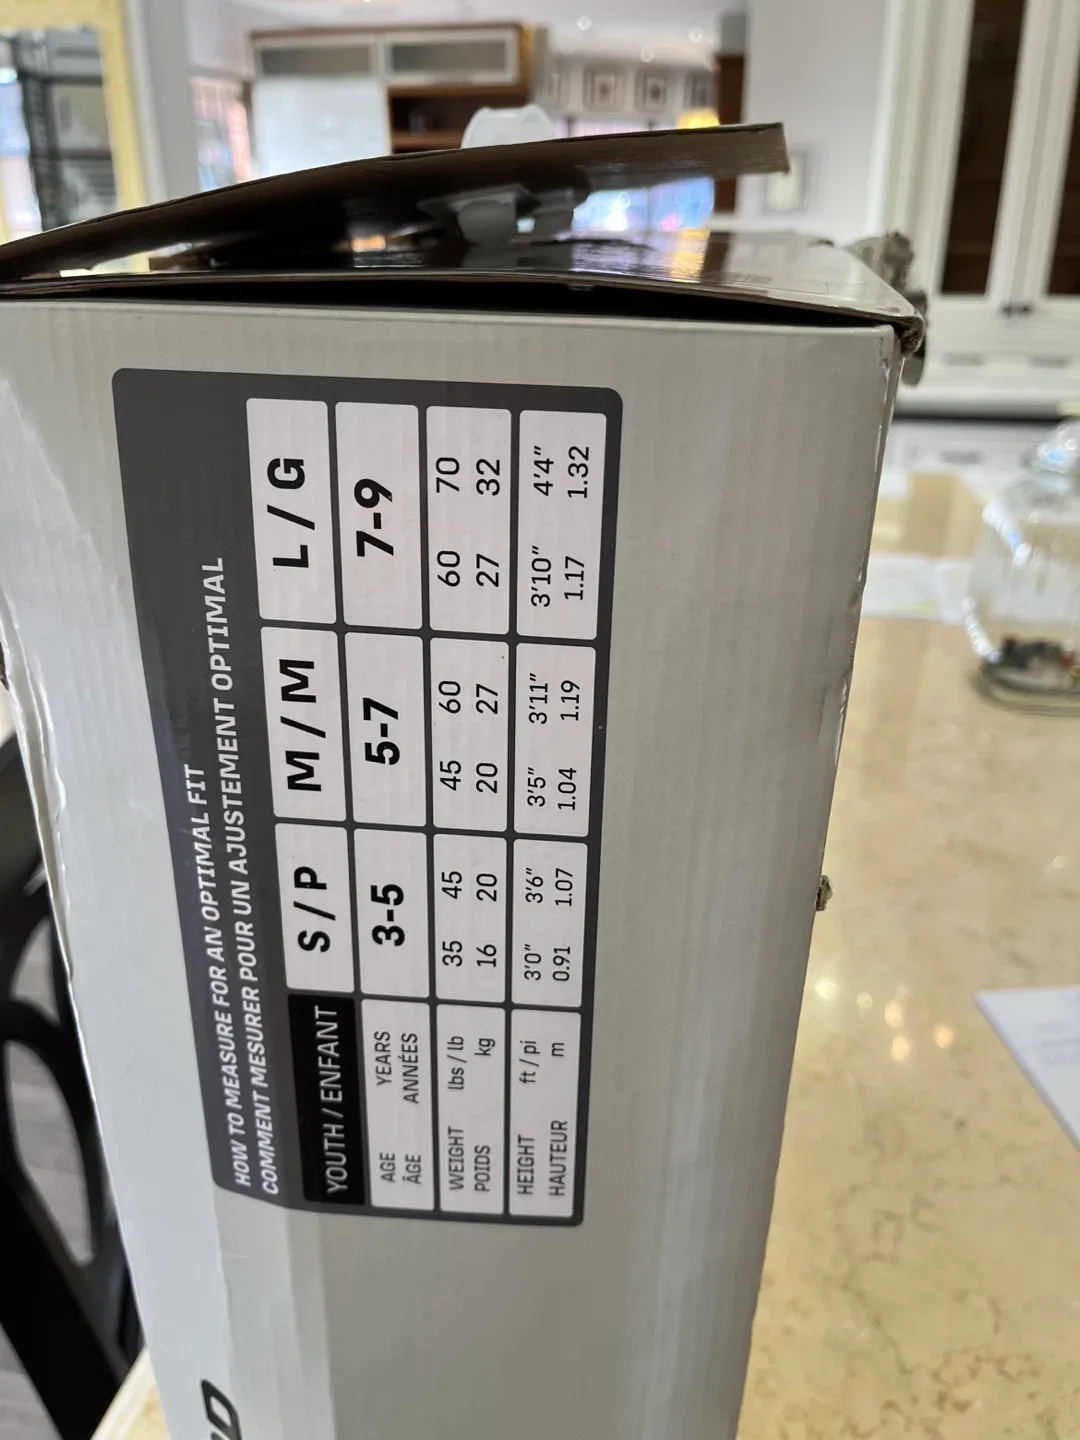 HOW TO MEASURE FOR AN OPTIMAL FIT
COMMENT MESURER POUR UN AJUSTEMENT OPTIMAL
YOUTH / ENFANT S / P M / M L / G
AGE YEARS 3-5 5-7 7-9
ÂGE ANNÉES
WEIGHT lbs / lb 35 45 45 60 60 70
POIDS kg 16 20 20 27 27 32
HEIGHT ft / pi 3'0" 3'6" 3'5" 3'11" 3'10" 4'4"
HAUTEUR m 0.91 1.07 1.04 1.19 1.17 1.32